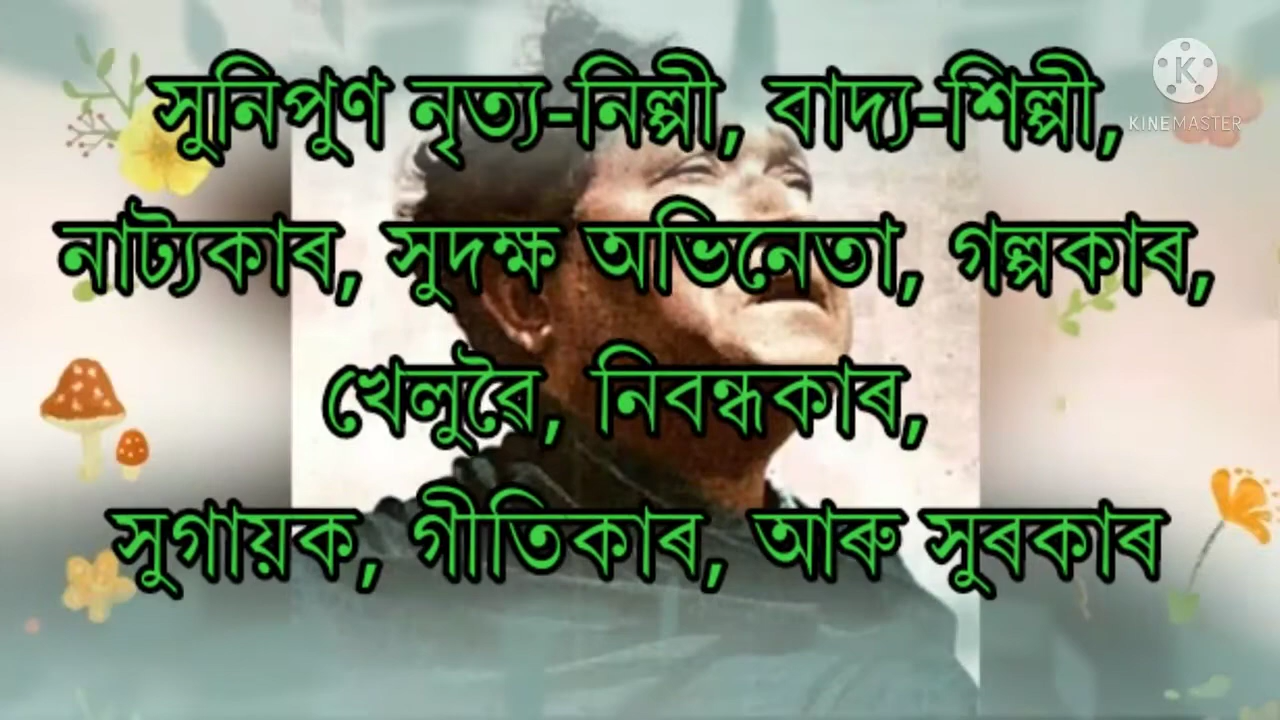 সুনিপুণ নৃত্য-নিল্পী, বাদ্য-শিল্পী,
নাট্যকাৰ, সুদক্ষ অভিনেতা, গল্পকাৰ,
খেলুৱৈ, নিবন্ধকাৰ,
সুগায়ক, গীতিকাৰ, আৰু সুৰকাৰ
K
KINEMASTER